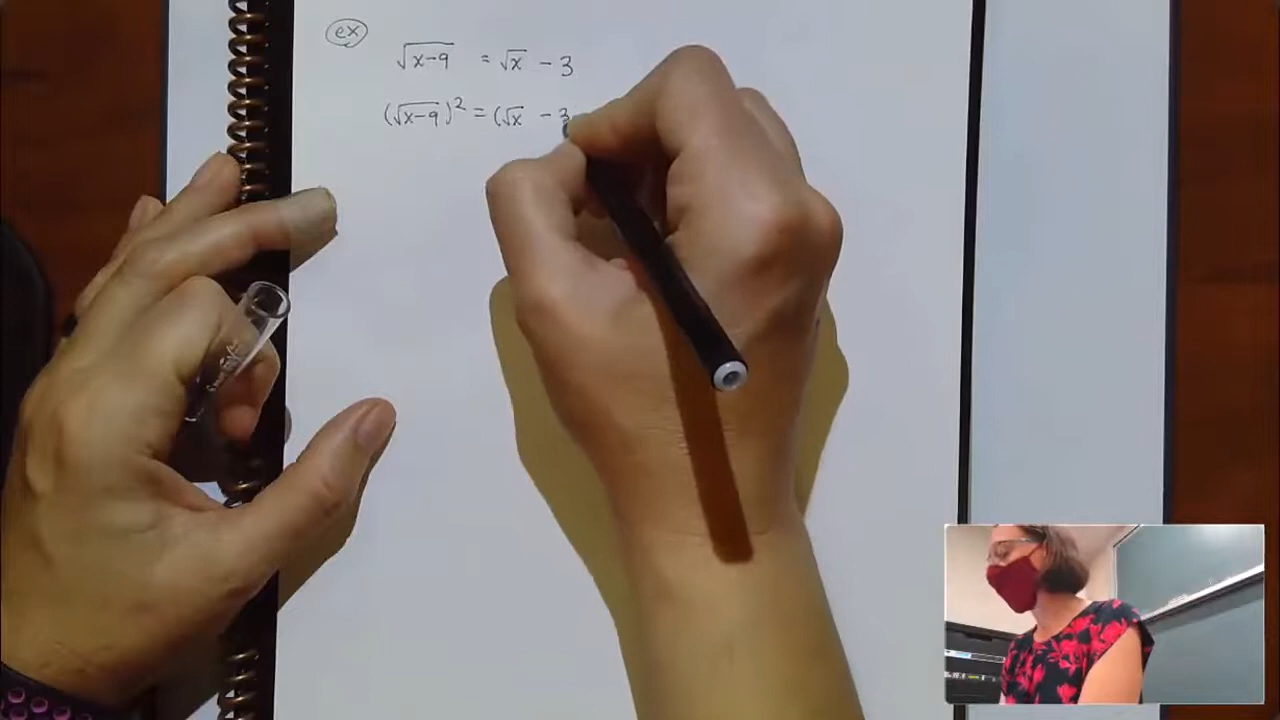 ex
√x-9 = √x - 3
(√x-9)² = (√x - 3